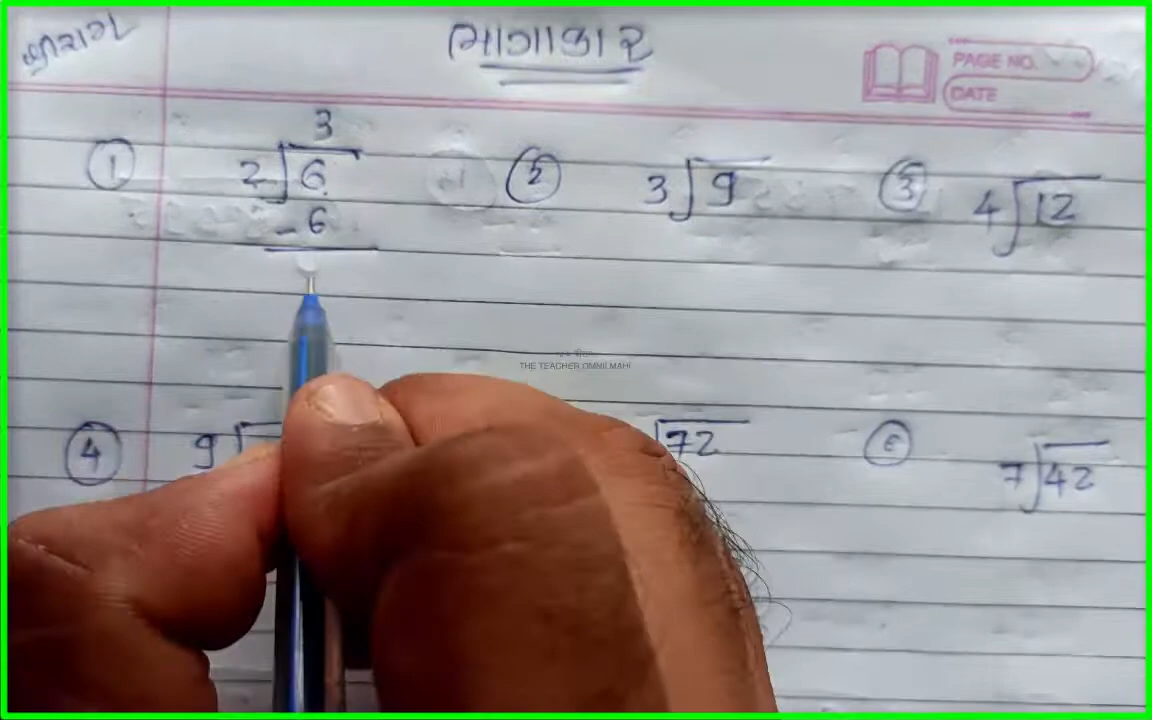 ભાગાકાર
PAGE NO.
DATE
3
① 2 6 ② 3 9 ③ 4 12
- 6
THE TEACHER OMNILMAHI
④ 9 72 ⑥ 7 42